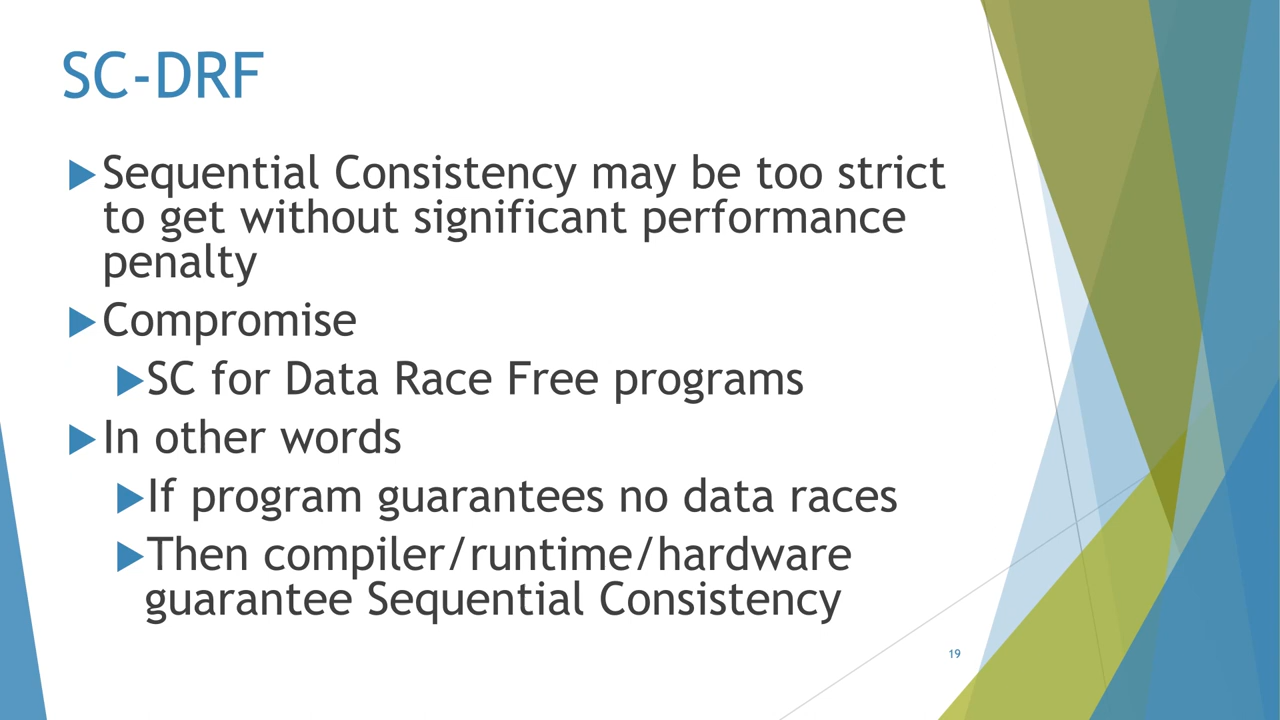 SC-DRF
Sequential Consistency may be too strict
to get without significant performance
penalty
Compromise
SC for Data Race Free programs
In other words
If program guarantees no data races
Then compiler/runtime/hardware
guarantee Sequential Consistency
19